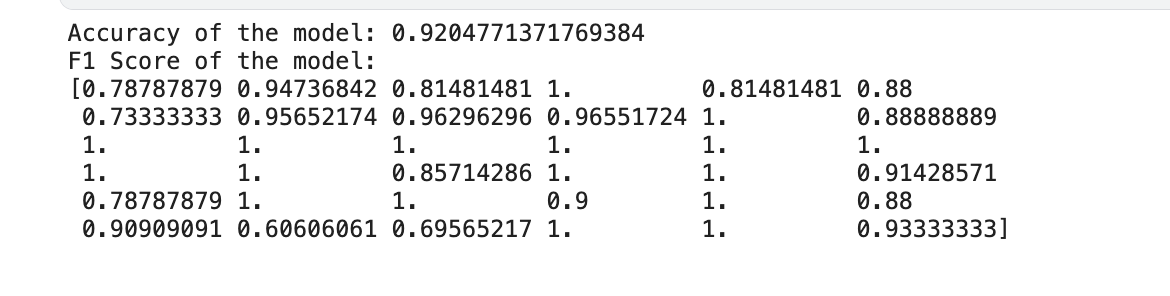 Accuracy of the model: 0.9204771371769384
F1 Score of the model:
[0.78787879 0.94736842 0.81481481 1.         0.81481481 0.88
 0.73333333 0.95652174 0.96296296 0.96551724 1.         0.88888889
 1.         1.         1.         1.         1.         1.
 1.         1.         0.85714286 1.         1.         0.91428571
 0.78787879 1.         1.         0.9        1.         0.88
 0.90909091 0.60606061 0.69565217 1.         1.         0.93333333]